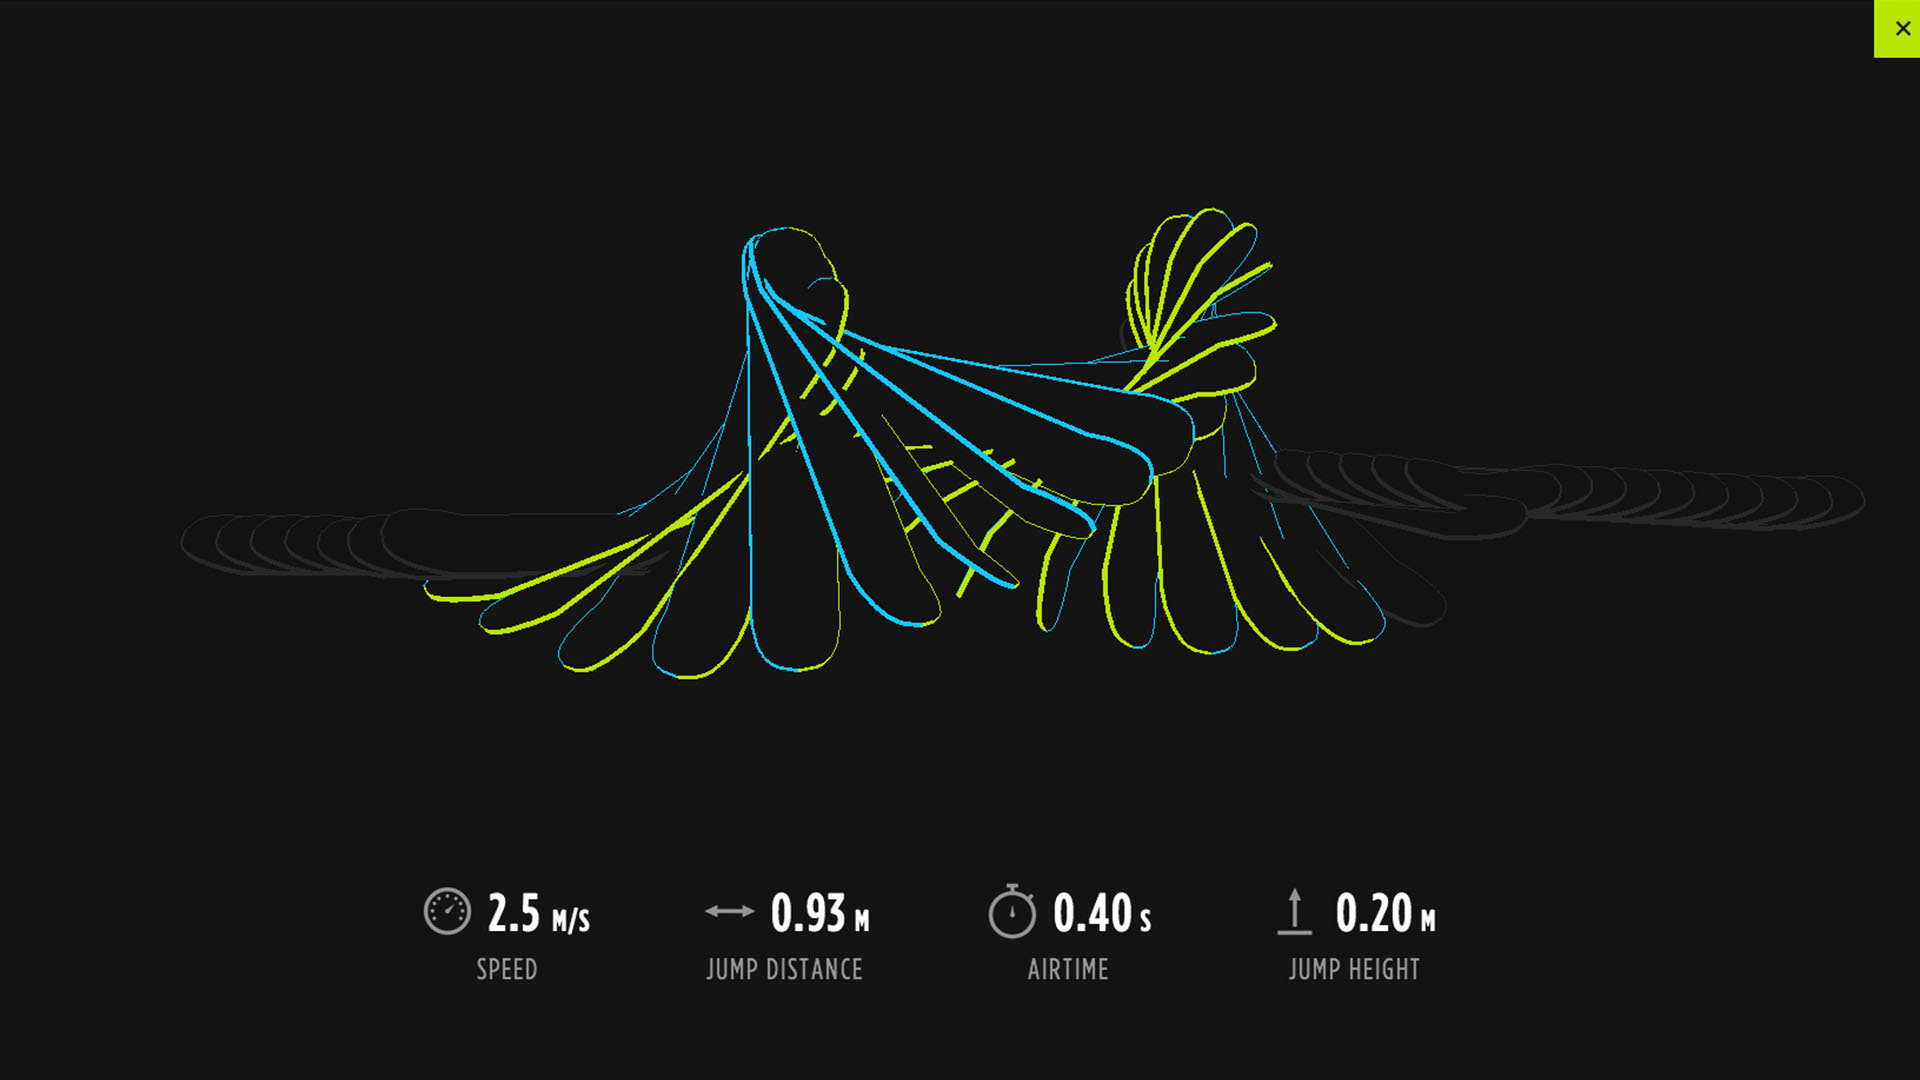 ×
2.5 M/S
0.93 M
0.40 S
0.20 M
SPEED
JUMP DISTANCE
AIRTIME
JUMP HEIGHT